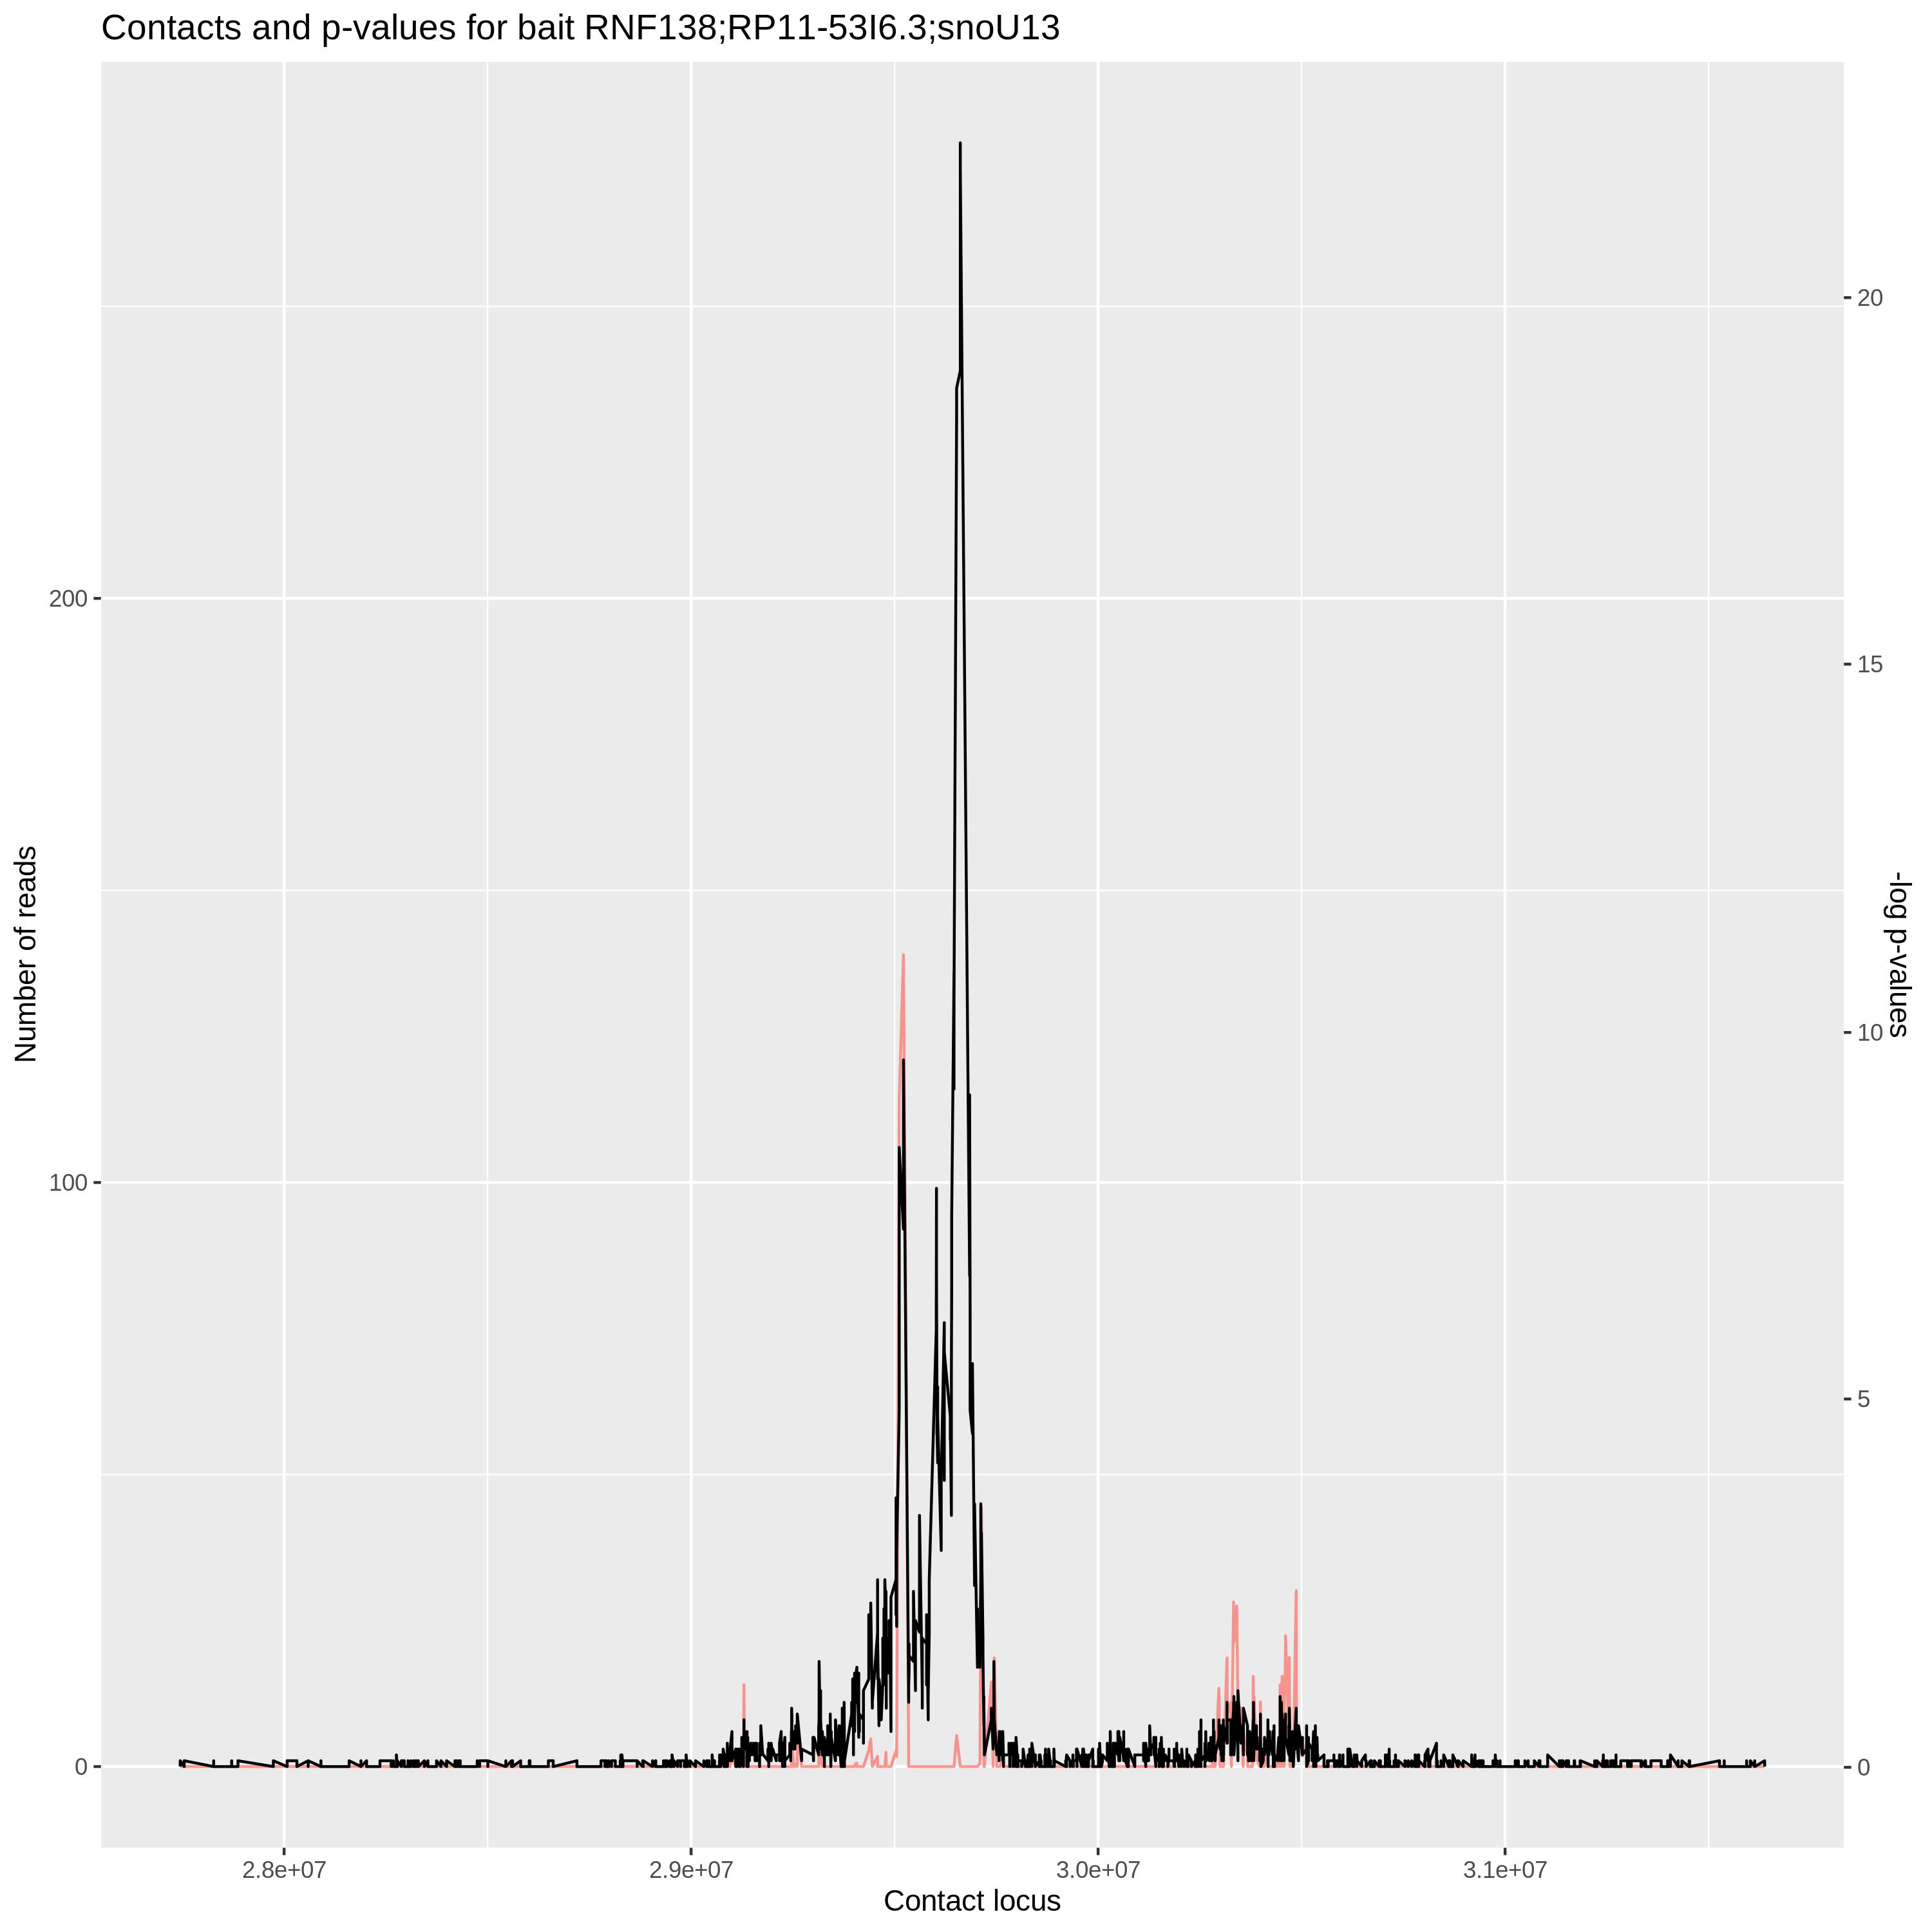 Contacts and p-values for bait RNF138;RP11-53I6.3;snoU13
200
100
0
Number of reads
20
15
10
5
0
-log p-values
2.8e+07
2.9e+07
3.0e+07
3.1e+07
Contact locus